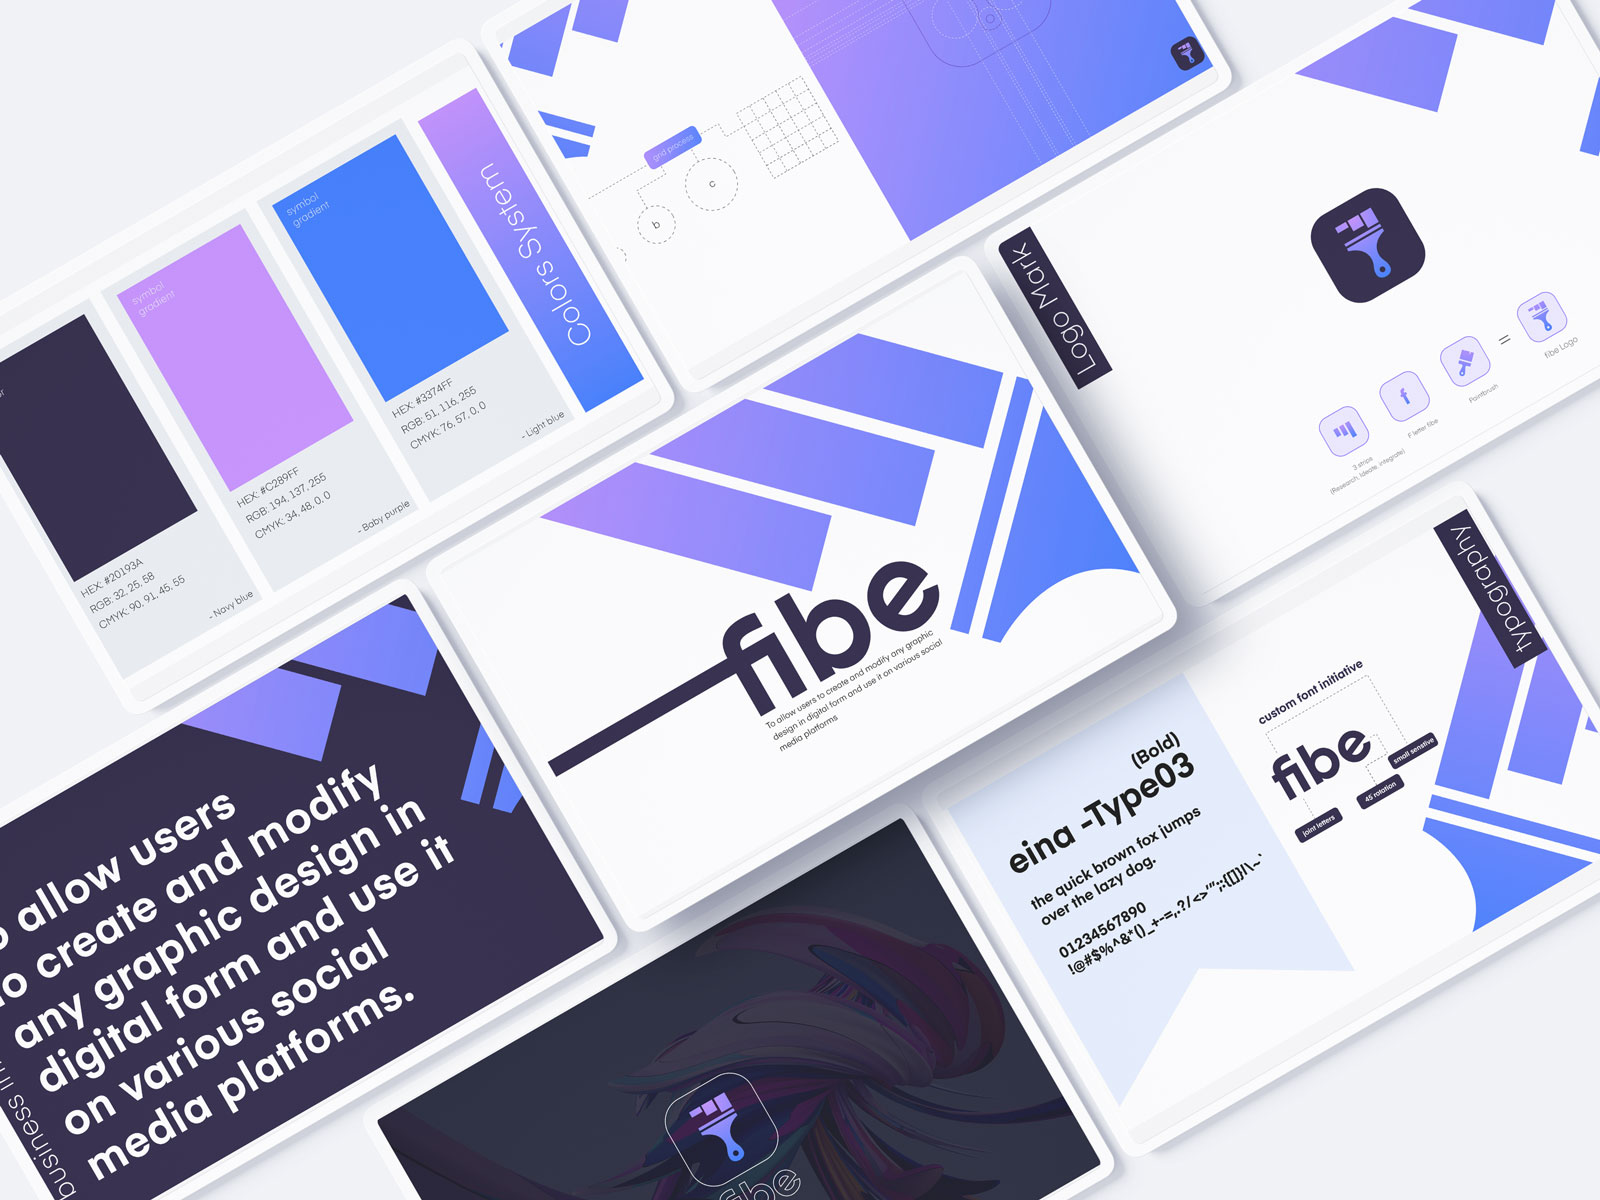 symbol
gradient
symbol
gradient
Colors System
HEX: #20193A
RGB: 32, 25, 58
CMYK: 90, 91, 45, 55
- Navy blue
HEX: #C289FF
RGB: 194, 137, 255
CMYK: 34, 48, 0, 0
- Baby purple
HEX: #3374FF
RGB: 51, 116, 255
CMYK: 76, 57, 0, 0
- Light blue
grid process
b
c
Logo Mark
3 strips
(Research, Ideate, integrate)
F letter fibe
Paintbrush
=
fibe Logo
fibe
To allow users to create and modify any graphic
design in digital form and use it on various social
media platforms
allow users
to create and modify
any graphic design in
digital form and use it
on various social
media platforms.
business
fibe
typography
(Bold)
eina -Type03
the quick brown fox jumps
over the lazy dog.
01234567890
!@#$%^&*()_+-=,.?/<>'";:{[]}|\~`
custom font initiative
fibe
joint letters
45 rotation
small senstive